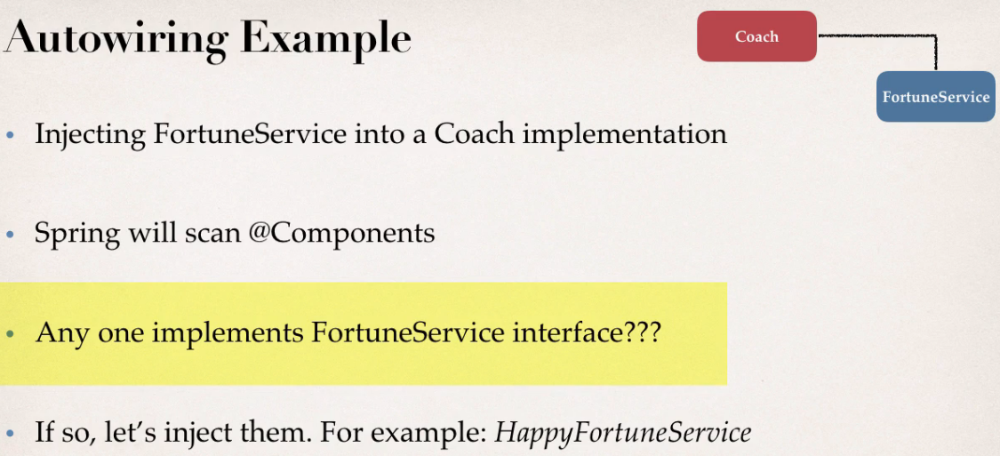 Autowiring Example
Coach
FortuneService
• Injecting FortuneService into a Coach implementation
• Spring will scan @Components
• Any one implements FortuneService interface???
• If so, let’s inject them. For example: HappyFortuneService